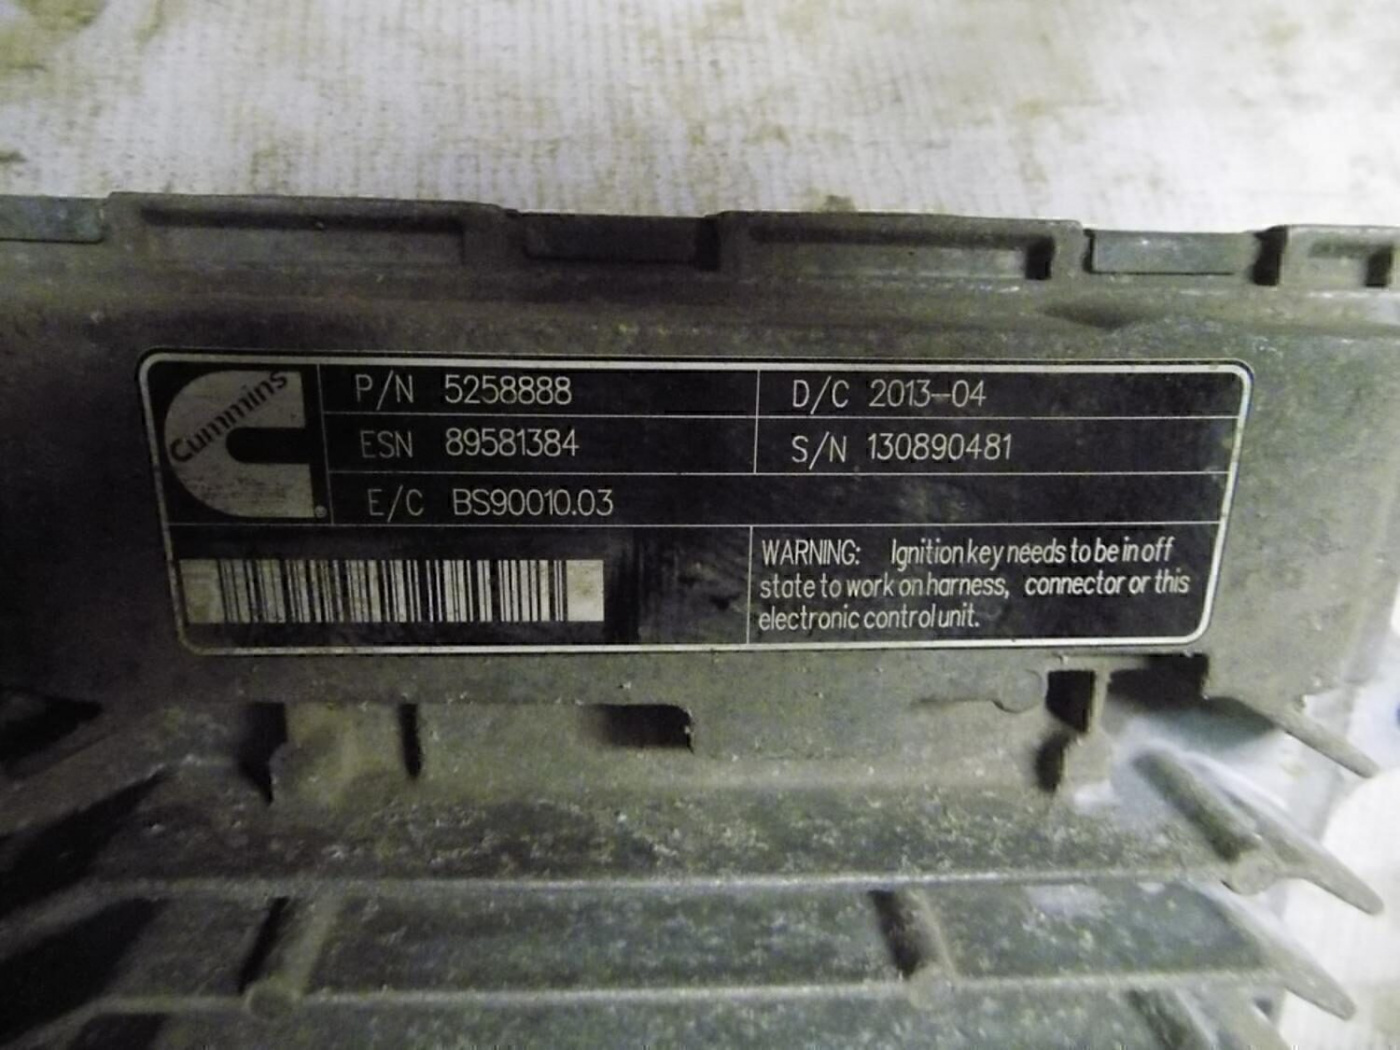 Cummins
P/N 5258888
D/C 2013-04
ESN 89581384
S/N 130890481
E/C BS90010.03
WARNING: Ignition key needs to be in off
state to work on harness, connector or this
electronic control unit.